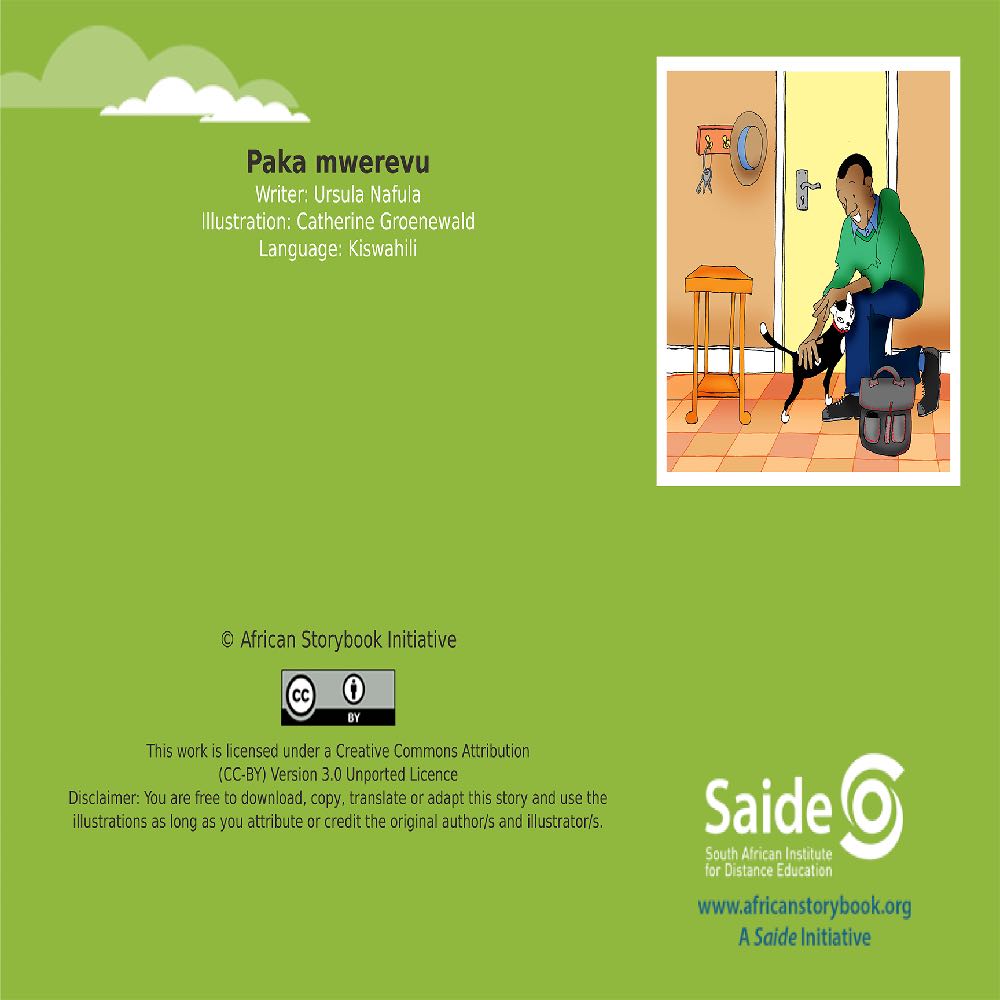 Paka mwerevu
Writer: Ursula Nafula
Illustration: Catherine Groenewald
Language: Kiswahili
© African Storybook Initiative
cc
BY
This work is licensed under a Creative Commons Attribution
(CC-BY) Version 3.0 Unported Licence
Disclaimer: You are free to download, copy, translate or adapt this story and use the
illustrations as long as you attribute or credit the original author/s and illustrator/s.
Saide
South African Institute
for Distance Education
www.africanstorybook.org
A Saide Initiative